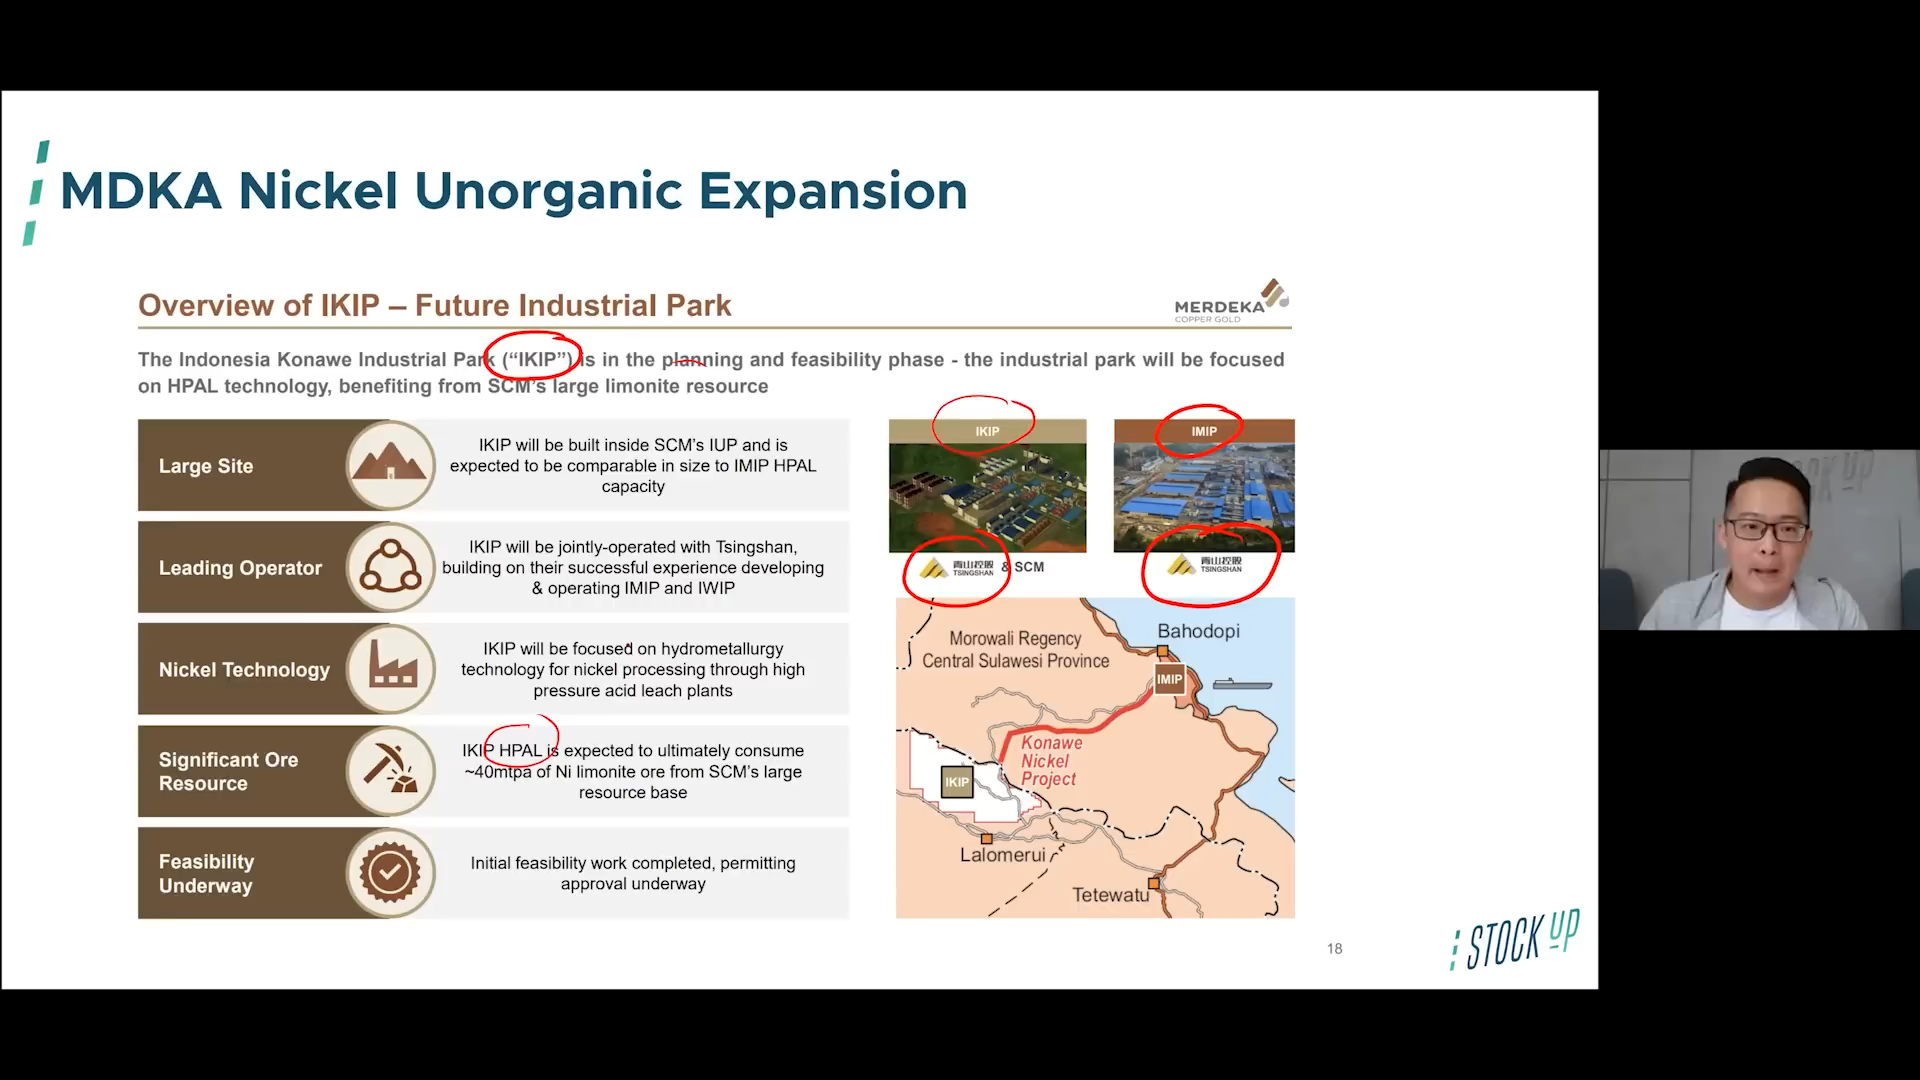 MDKA Nickel Unorganic Expansion
Overview of IKIP – Future Industrial Park
MERDEKA
COPPER GOLD
The Indonesia Konawe Industrial Park (“IKIP”) is in the planning and feasibility phase - the industrial park will be focused
on HPAL technology, benefiting from SCM’s large limonite resource
Large Site
IKIP will be built inside SCM’s IUP and is
expected to be comparable in size to IMIP HPAL
capacity
Leading Operator
IKIP will be jointly-operated with Tsingshan,
building on their successful experience developing
& operating IMIP and IWIP
Nickel Technology
IKIP will be focused on hydrometallurgy
technology for nickel processing through high
pressure acid leach plants
Significant Ore
Resource
IKIP HPAL is expected to ultimately consume
~40mtpa of Ni limonite ore from SCM’s large
resource base
Feasibility
Underway
Initial feasibility work completed, permitting
approval underway
IKIP
青山控股
TSINGSHAN
& SCM
IMIP
青山控股
TSINGSHAN
Morowali Regency
Central Sulawesi Province
Bahodopi
IMIP
Konawe
Nickel
Project
IKIP
Lalomerui
Tetewatu
18
STOCK UP